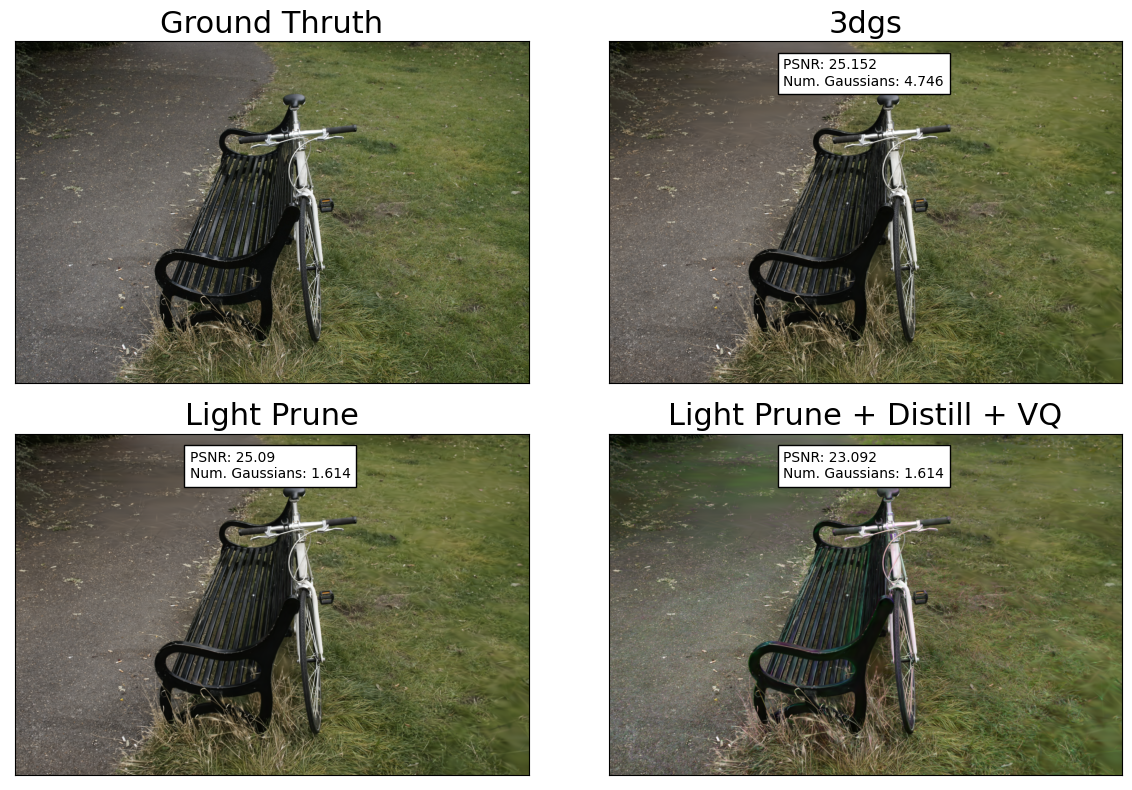 Ground Thruth
3dgs
PSNR: 25.152
Num. Gaussians: 4.746
Light Prune
PSNR: 25.09
Num. Gaussians: 1.614
Light Prune + Distill + VQ
PSNR: 23.092
Num. Gaussians: 1.614